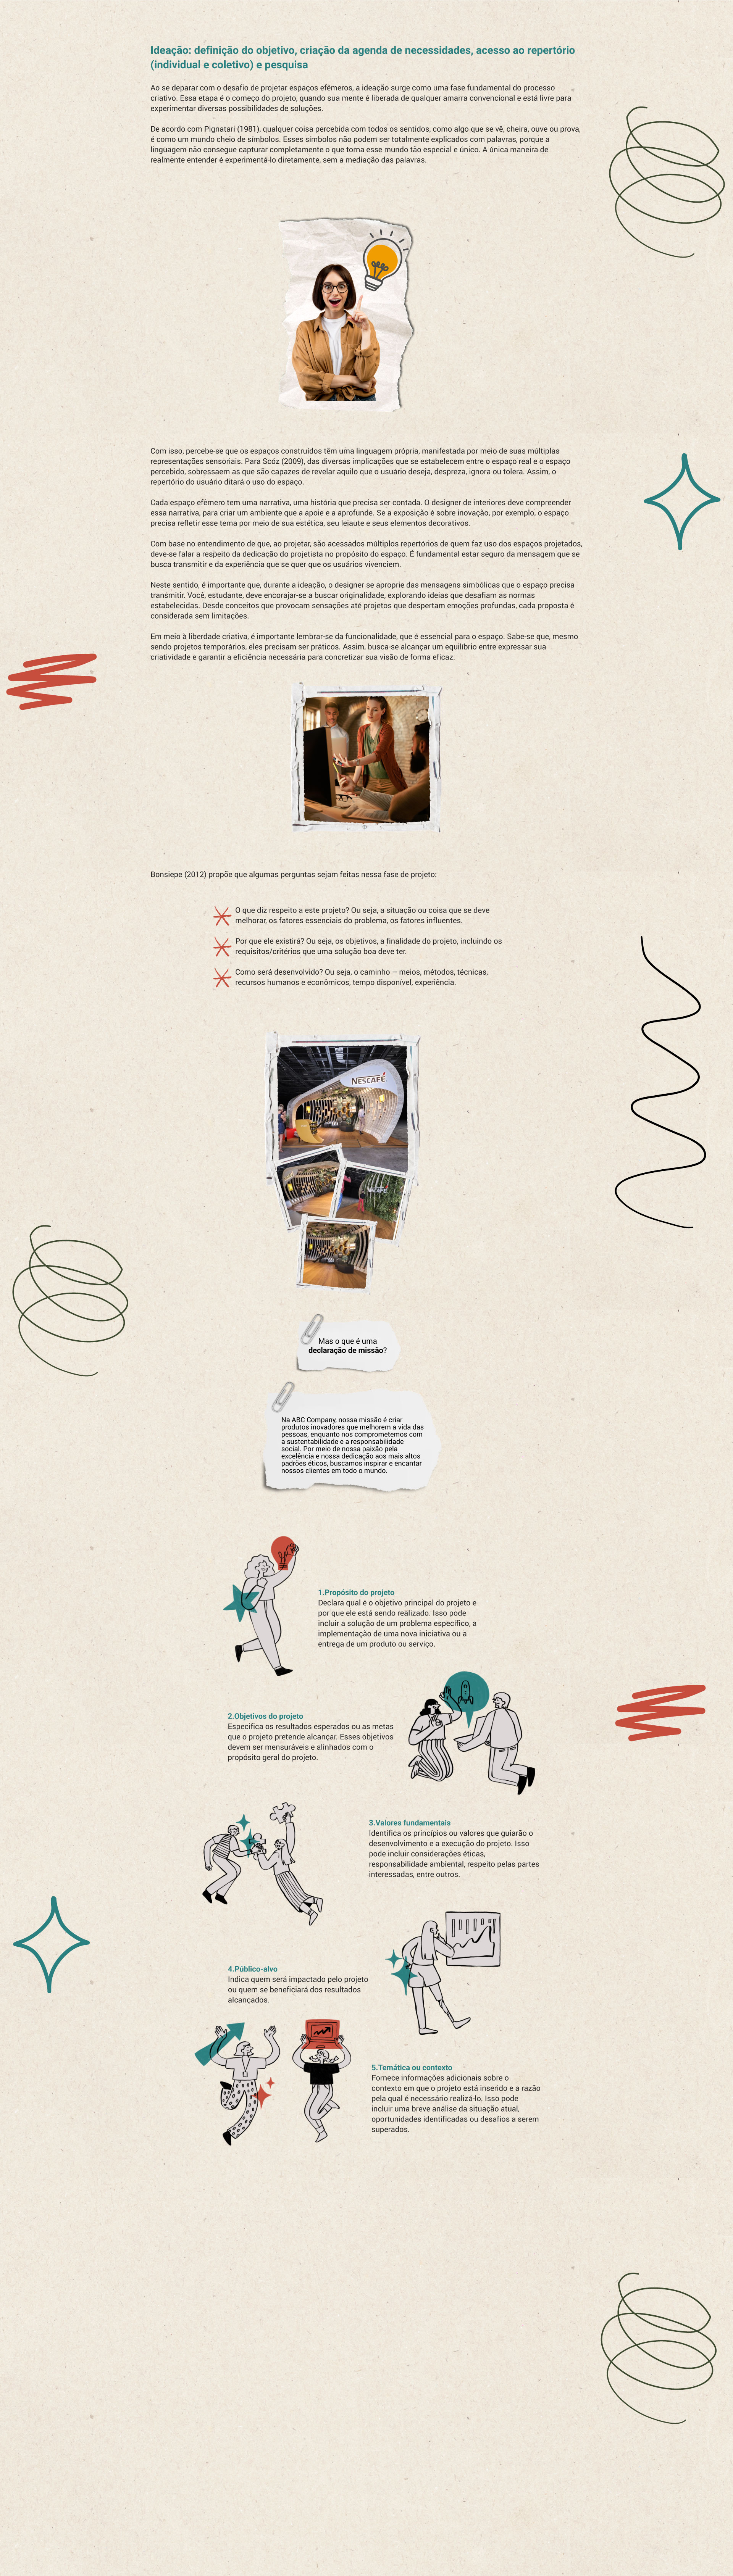 Ideação: definição do objetivo, criação da agenda de necessidades, acesso ao repertório
(individual e coletivo) e pesquisa
Ao se deparar com o desafio de projetar espaços efêmeros, a ideação surge como uma fase fundamental do processo
criativo. Essa etapa é o começo do projeto, quando sua mente é liberada de qualquer amarra convencional e está livre para
experimentar diversas possibilidades de soluções.
De acordo com Pignatari (1981), qualquer coisa percebida com todos os sentidos, como algo que se vê, cheira, ouve ou prova,
é como um mundo cheio de símbolos. Esses símbolos não podem ser totalmente explicados com palavras, porque a
linguagem não consegue capturar completamente o que torna esse mundo tão especial e único. A única maneira de
realmente entender é experimentá-lo diretamente, sem a mediação das palavras.
Com isso, percebe-se que os espaços construídos têm uma linguagem própria, manifestada por meio de suas múltiplas
representações sensoriais. Para Scóz (2009), das diversas implicações que se estabelecem entre o espaço real e o espaço
percebido, sobressaem as que são capazes de revelar aquilo que o usuário deseja, despreza, ignora ou tolera. Assim, o
repertório do usuário ditará o uso do espaço.
Cada espaço efêmero tem uma narrativa, uma história que precisa ser contada. O designer de interiores deve compreender
essa narrativa, para criar um ambiente que a apoie e a aprofunde. Se a exposição é sobre inovação, por exemplo, o espaço
precisa refletir esse tema por meio de sua estética, seu leiaute e seus elementos decorativos.
Com base no entendimento de que, ao projetar, são acessados múltiplos repertórios de quem faz uso dos espaços projetados,
deve-se falar a respeito da dedicação do projetista no propósito do espaço. É fundamental estar seguro da mensagem que se
busca transmitir e da experiência que se quer que os usuários vivenciem.
Neste sentido, é importante que, durante a ideação, o designer se aproprie das mensagens simbólicas que o espaço precisa
transmitir. Você, estudante, deve encorajar-se a buscar originalidade, explorando ideias que desafiam as normas
estabelecidas. Desde conceitos que provocam sensações até projetos que despertam emoções profundas, cada proposta é
considerada sem limitações.
Em meio à liberdade criativa, é importante lembrar-se da funcionalidade, que é essencial para o espaço. Sabe-se que, mesmo
sendo projetos temporários, eles precisam ser práticos. Assim, busca-se alcançar um equilíbrio entre expressar sua
criatividade e garantir a eficiência necessária para concretizar sua visão de forma eficaz.
Bonsiepe (2012) propõe que algumas perguntas sejam feitas nessa fase de projeto:
O que diz respeito a este projeto? Ou seja, a situação ou coisa que se deve
melhorar, os fatores essenciais do problema, os fatores influentes.
Por que ele existirá? Ou seja, os objetivos, a finalidade do projeto, incluindo os
requisitos/critérios que uma solução boa deve ter.
Como será desenvolvido? Ou seja, o caminho – meios, métodos, técnicas,
recursos humanos e econômicos, tempo disponível, experiência.
NESCAFÉ
Mas o que é uma
declaração de missão?
Na ABC Company, nossa missão é criar
produtos inovadores que melhorem a vida das
pessoas, enquanto nos comprometemos com
a sustentabilidade e a responsabilidade
social. Por meio de nossa paixão pela
excelência e nossa dedicação aos mais altos
padrões éticos, buscamos inspirar e encantar
nossos clientes em todo o mundo.
1.Propósito do projeto
Declara qual é o objetivo principal do projeto e
por que ele está sendo realizado. Isso pode
incluir a solução de um problema específico, a
implementação de uma nova iniciativa ou a
entrega de um produto ou serviço.
2.Objetivos do projeto
Especifica os resultados esperados ou as metas
que o projeto pretende alcançar. Esses objetivos
devem ser mensuráveis e alinhados com o
propósito geral do projeto.
3.Valores fundamentais
Identifica os princípios ou valores que guiarão o
desenvolvimento e a execução do projeto. Isso
pode incluir considerações éticas,
responsabilidade ambiental, respeito pelas partes
interessadas, entre outros.
4.Público-alvo
Indica quem será impactado pelo projeto
ou quem se beneficiará dos resultados
alcançados.
5.Temática ou contexto
Fornece informações adicionais sobre o
contexto em que o projeto está inserido e a razão
pela qual é necessário realizá-lo. Isso pode
incluir uma breve análise da situação atual,
oportunidades identificadas ou desafios a serem
superados.